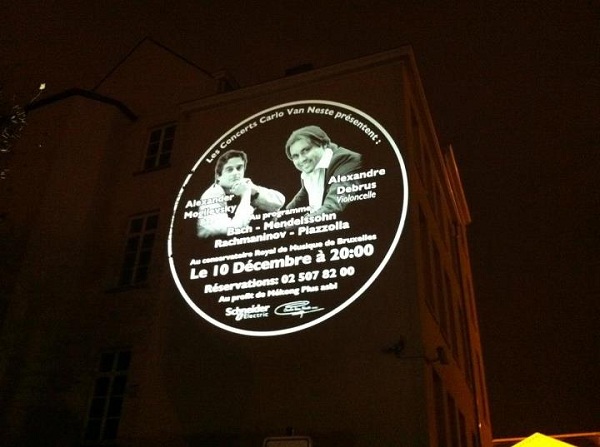 Les Concerts Carlo Van Neste présentent :
Alexander
Mogilevsky
Alexandre
Debrus
Violoncelle
Au programme
Bach - Mendelssohn
Rachmaninov - Piazzolla
Au conservatoire Royal de Musique de Bruxelles
Le 10 Décembre à 20:00
Réservations: 02 507 82 00
Au profit de Mékong Plus asbl
Schneider
Electric